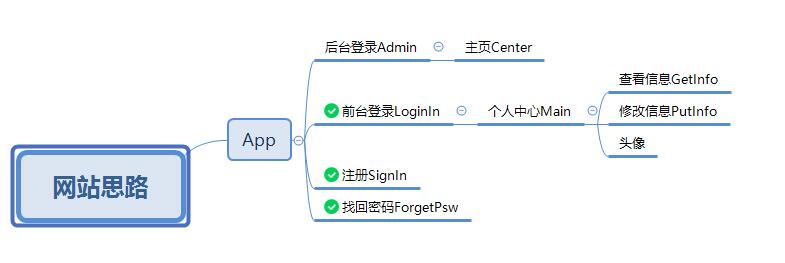 网站思路
App
后台登录Admin
主页Center
前台登录LoginIn
个人中心Main
查看信息GetInfo
修改信息PutInfo
头像
注册SignIn
找回密码ForgetPsw